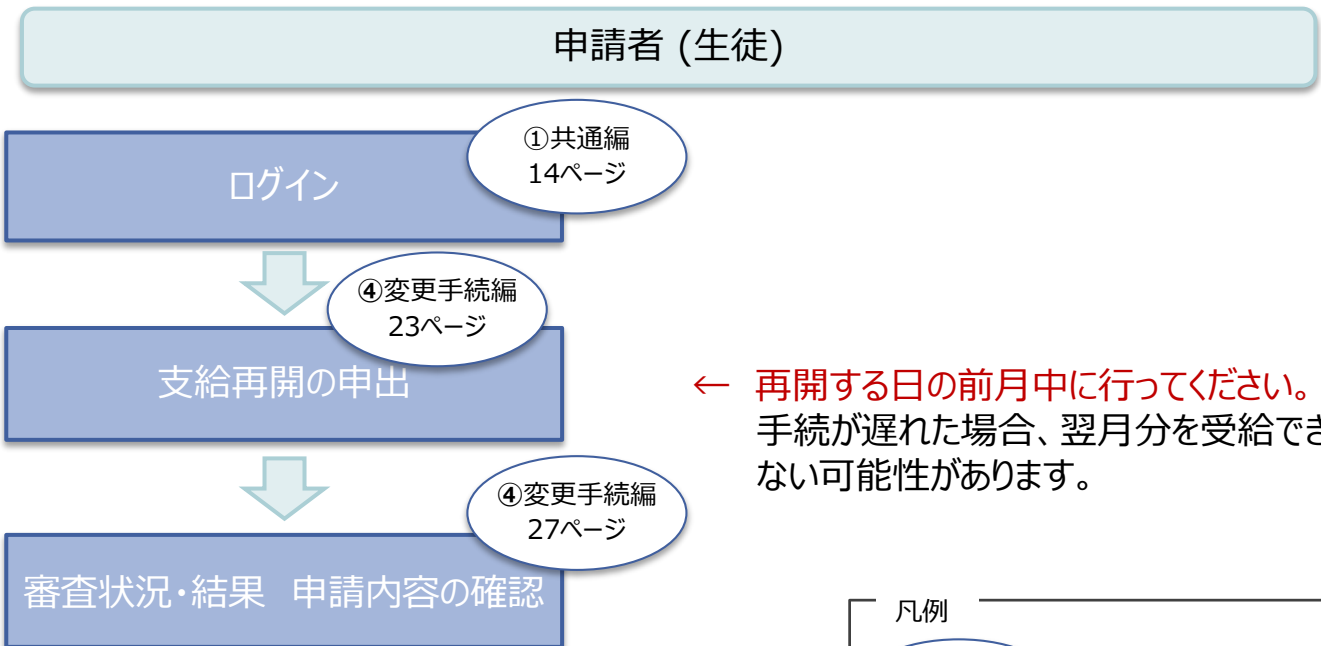 申請者 (生徒)
①共通編
14ページ
ログイン
④変更手続編
23ページ
支給再開の申出
← 再開する日の前月中に行ってください。
手続が遅れた場合、翌月分を受給でき
ない可能性があります。
④変更手続編
27ページ
審査状況・結果　申請内容の確認
凡例